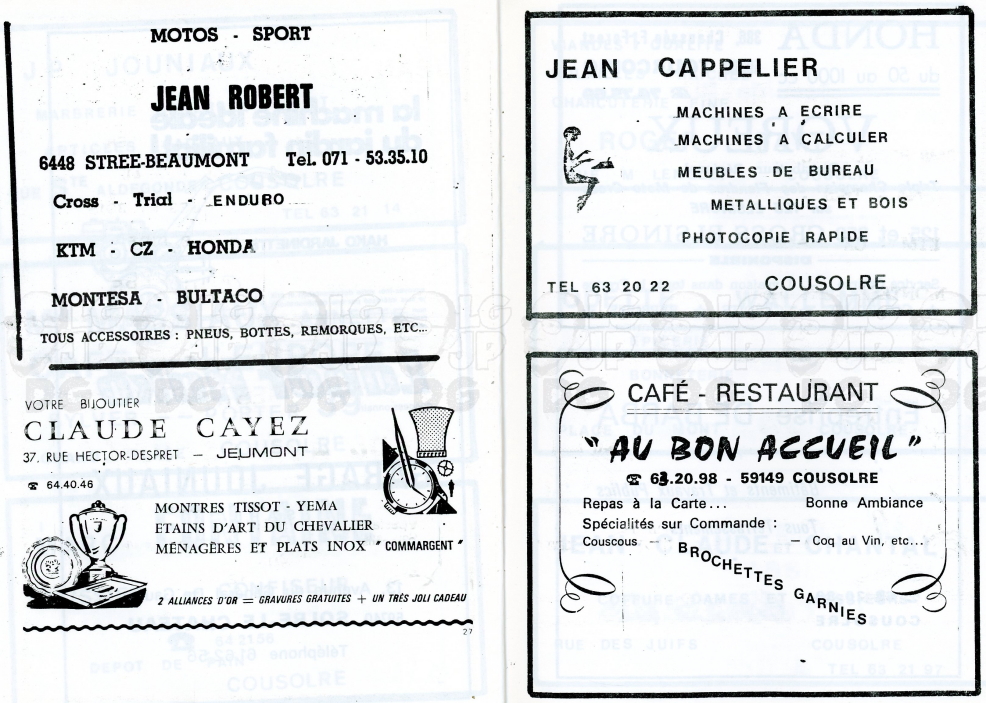 MOTOS - SPORT
JEAN ROBERT
6448 STREE-BEAUMONT Tel. 071 - 53.35.10
Cross - Trial - ENDURO
KTM - CZ - HONDA
MONTESA - BULTACO
TOUS ACCESSOIRES : PNEUS, BOTTES, REMORQUES, ETC...
VOTRE BIJOUTIER
CLAUDE CAYEZ
37. RUE HECTOR-DESPRET — JEUMONT
☎ 64.40.46
MONTRES TISSOT - YEMA
ETAINS D'ART DU CHEVALIER
MÉNAGÈRES ET PLATS INOX " COMMARGENT "
2 ALLIANCES D'OR = GRAVURES GRATUITES + UN TRÈS JOLI CADEAU
27
JEAN CAPPELIER
MACHINES A ECRIRE
MACHINES A CALCULER
MEUBLES DE BUREAU
METALLIQUES ET BOIS
PHOTOCOPIE RAPIDE
TEL : 63 20 22 COUSOLRE
CAFÉ - RESTAURANT
" AU BON ACCUEIL "
☎ 63.20.98 - 59149 COUSOLRE
Repas à la Carte... Bonne Ambiance
Spécialités sur Commande :
Couscous — BROCHETTES GARNIES — Coq au Vin, etc...